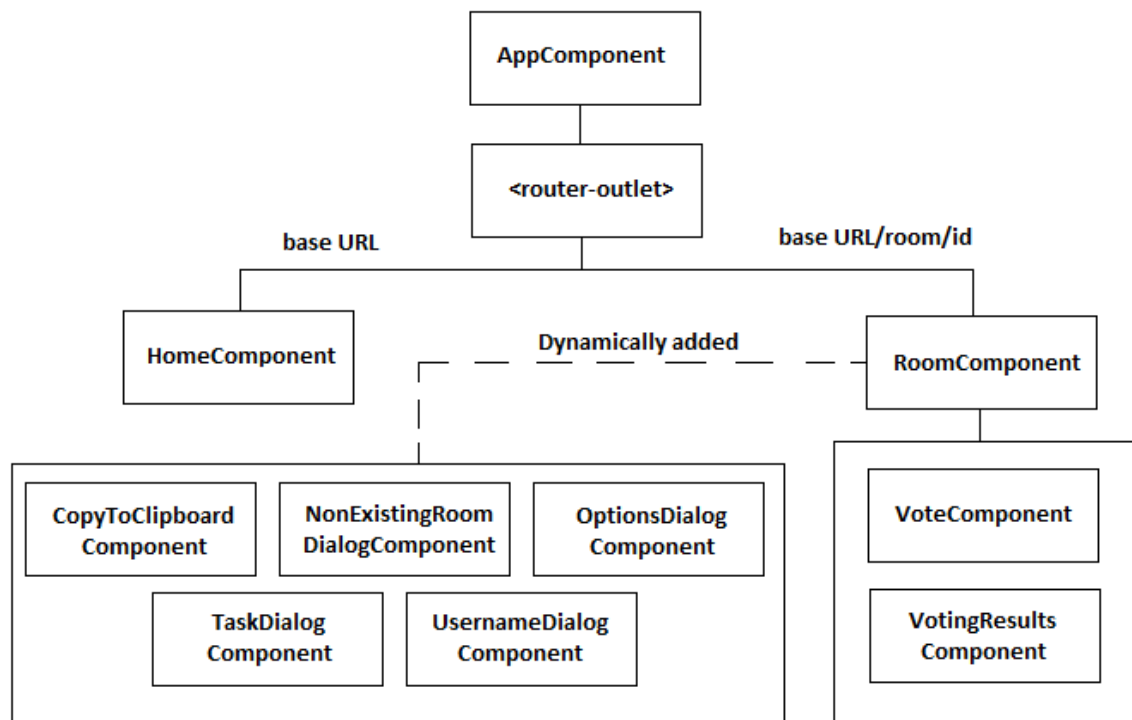 AppComponent
<router-outlet>
base URL
base URL/room/id
HomeComponent
Dynamically added
RoomComponent
CopyToClipboard
Component
NonExistingRoom
DialogComponent
OptionsDialog
Component
TaskDialog
Component
UsernameDialog
Component
VoteComponent
VotingResults
Component